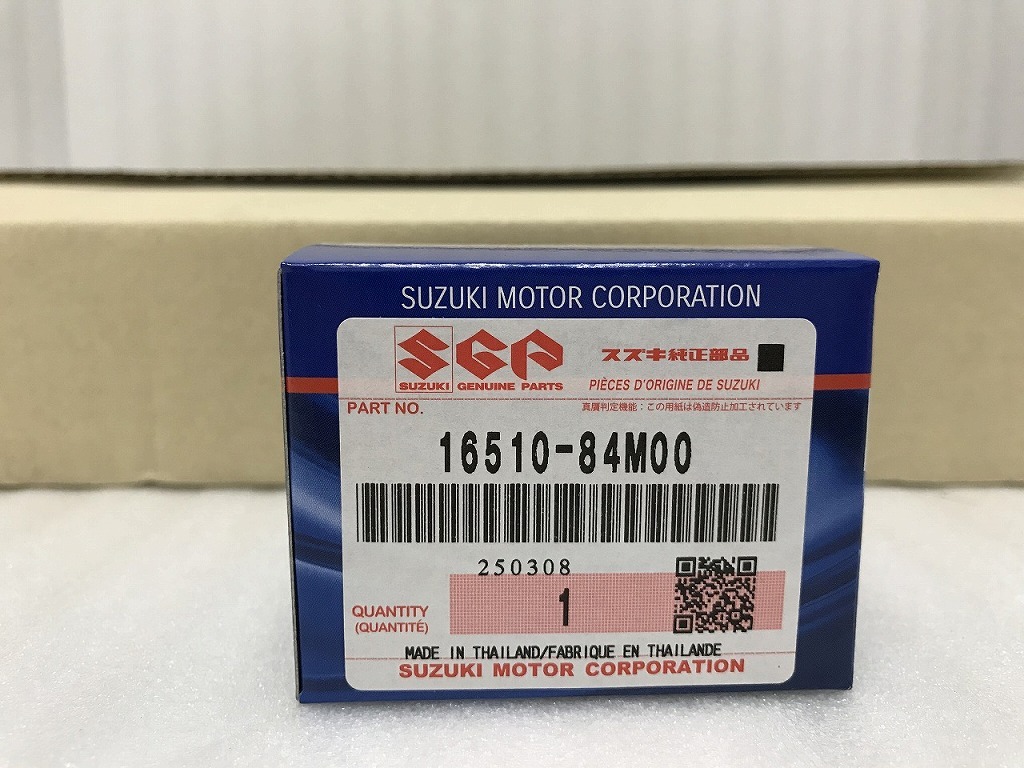 SUZUKI MOTOR CORPORATION
SGP スズキ純正部品
SUZUKI GENUINE PARTS PIÈCES D'ORIGINE DE SUZUKI
PART NO. 真贋判定機能：この用紙は偽造防止加工されています
16510-84M00
250308
QUANTITY 1
(QUANTITÉ)
MADE IN THAILAND/FABRIQUE EN THAILANDE
SUZUKI MOTOR CORPORATION